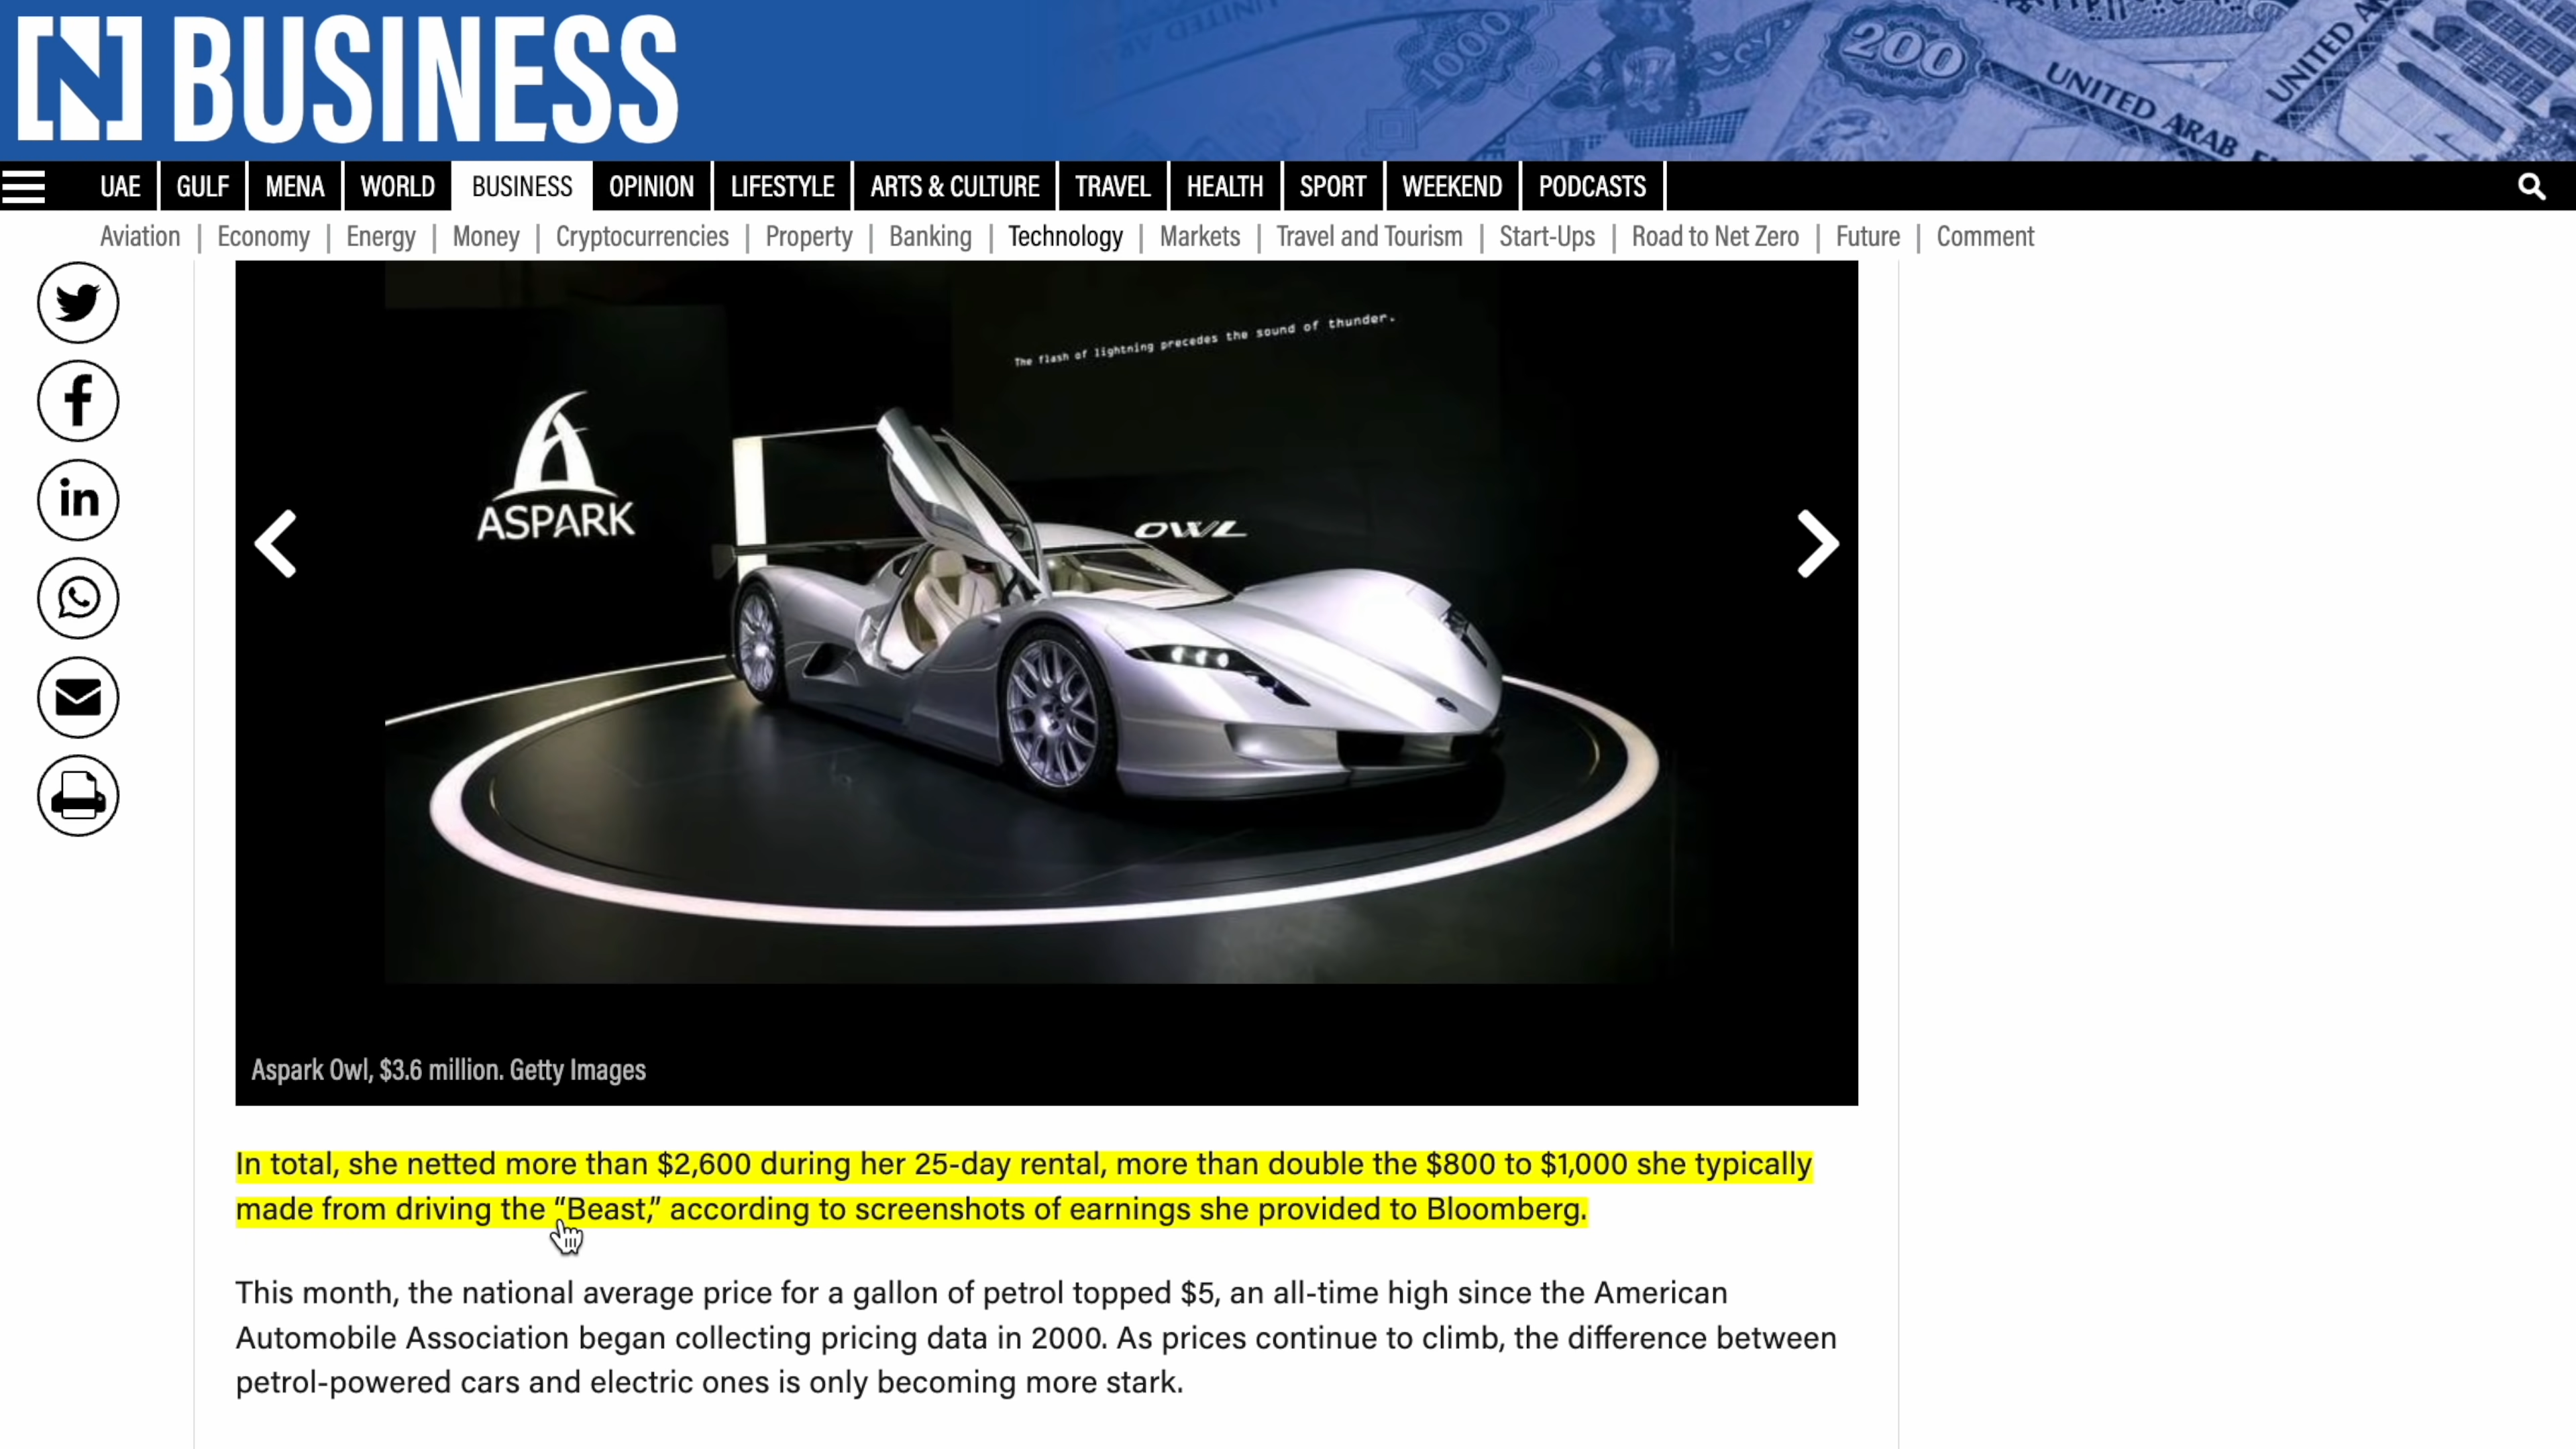 [N] BUSINESS
1000
200
UNITED ARAB
UNITED
UAE
GULF
MENA
WORLD
BUSINESS
OPINION
LIFESTYLE
ARTS & CULTURE
TRAVEL
HEALTH
SPORT
WEEKEND
PODCASTS
Aviation | Economy | Energy | Money | Cryptocurrencies | Property | Banking | Technology | Markets | Travel and Tourism | Start-Ups | Road to Net Zero | Future | Comment
The flash of lightning precedes the sound of thunder.
ASPARK
OWL
Aspark Owl, $3.6 million. Getty Images
In total, she netted more than $2,600 during her 25-day rental, more than double the $800 to $1,000 she typically
made from driving the “Beast,” according to screenshots of earnings she provided to Bloomberg.
This month, the national average price for a gallon of petrol topped $5, an all-time high since the American
Automobile Association began collecting pricing data in 2000. As prices continue to climb, the difference between
petrol-powered cars and electric ones is only becoming more stark.